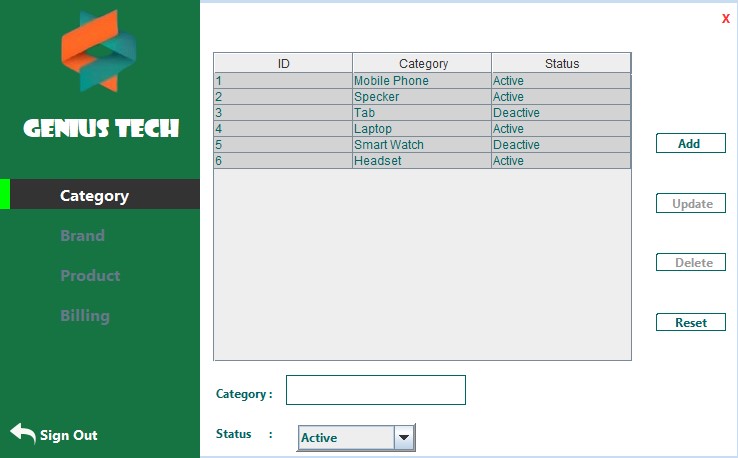 X
GENIUS TECH
Category
Brand
Product
Billing
Sign Out
ID Category Status
1 Mobile Phone Active
2 Specker Active
3 Tab Deactive
4 Laptop Active
5 Smart Watch Deactive
6 Headset Active
Add
Update
Delete
Reset
Category :
Status : Active